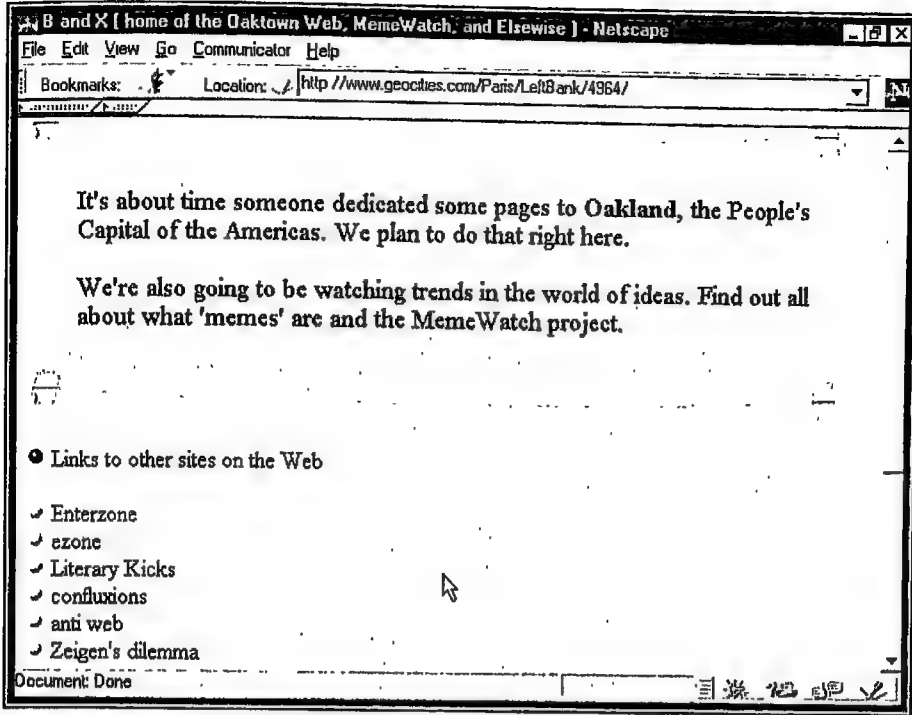 B and X [ home of the Oaktown Web, MemeWatch, and Elsewise ] - Netscape
File Edit View Go Communicator Help
Bookmarks: Location: http://www.geocities.com/Paris/LeftBank/4964/
It's about time someone dedicated some pages to Oakland, the People's
Capital of the Americas. We plan to do that right here.
We're also going to be watching trends in the world of ideas. Find out all
about what 'memes' are and the MemeWatch project.
Links to other sites on the Web
Enterzone
ezone
Literary Kicks
confluxions
anti web
Zeigen's dilemma
Document: Done